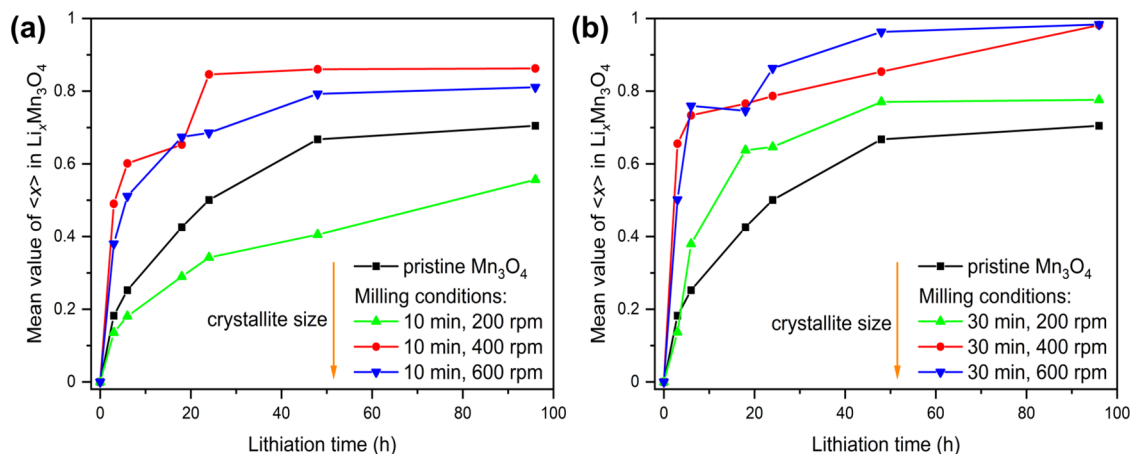 (a)
Mean value of <x> in LiₓMn₃O₄
1
0.8
0.6
0.4
0.2
0
0 20 40 60 80 100
Lithiation time (h)
crystallite size
pristine Mn₃O₄
Milling conditions:
10 min, 200 rpm
10 min, 400 rpm
10 min, 600 rpm
(b)
Mean value of <x> in LiₓMn₃O₄
1
0.8
0.6
0.4
0.2
0
0 20 40 60 80 100
Lithiation time (h)
crystallite size
pristine Mn₃O₄
Milling conditions:
30 min, 200 rpm
30 min, 400 rpm
30 min, 600 rpm